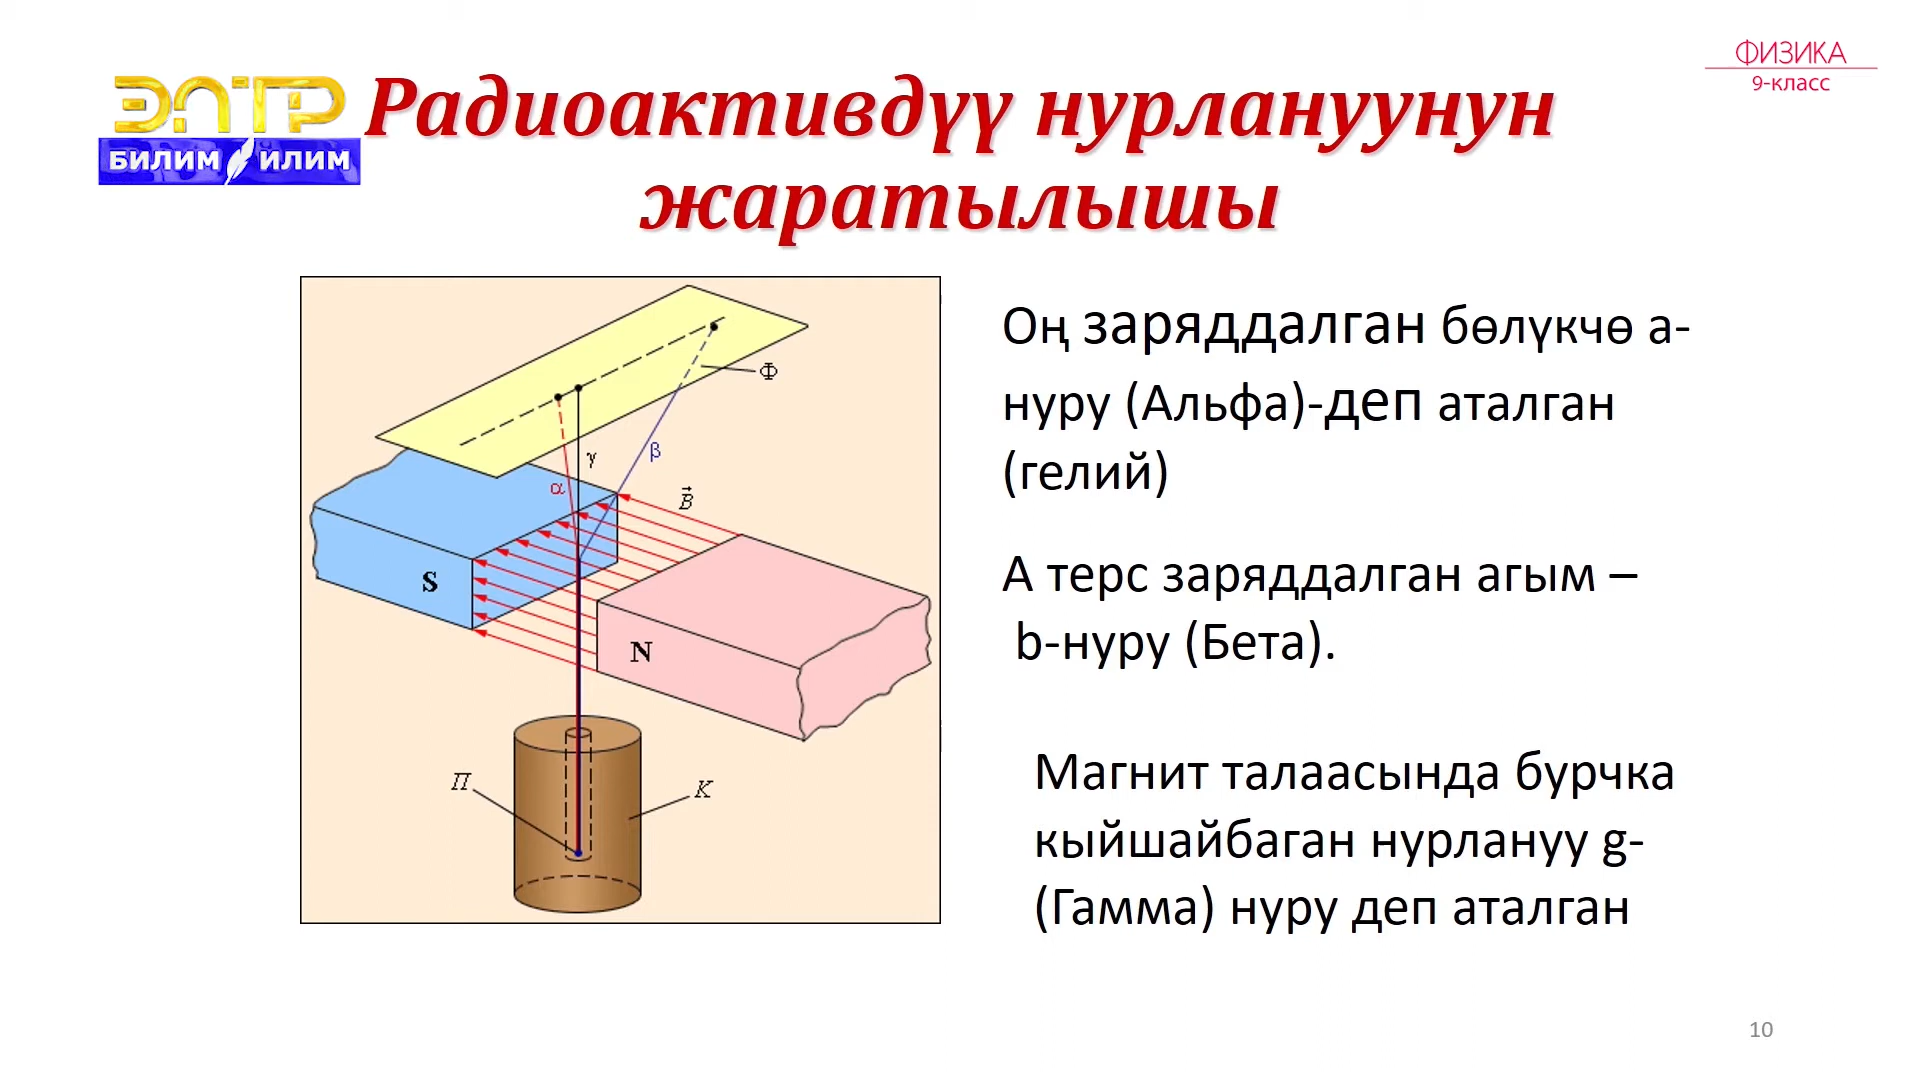 ФИЗИКА
9-класс
ЭЛТР
БИЛИМ ИЛИМ
Радиоактивдүү нурлануунун
жаратылышы
Оң заряддалган бөлүкчө a-
нуру (Альфа)-деп аталган
(гелий)
А терс заряддалган агым –
b-нуру (Бета).
Магнит талаасында бурчка
кыйшайбаган нурлануу g-
(Гамма) нуру деп аталган
Ф
β
γ
α
B
S
N
П
К
10